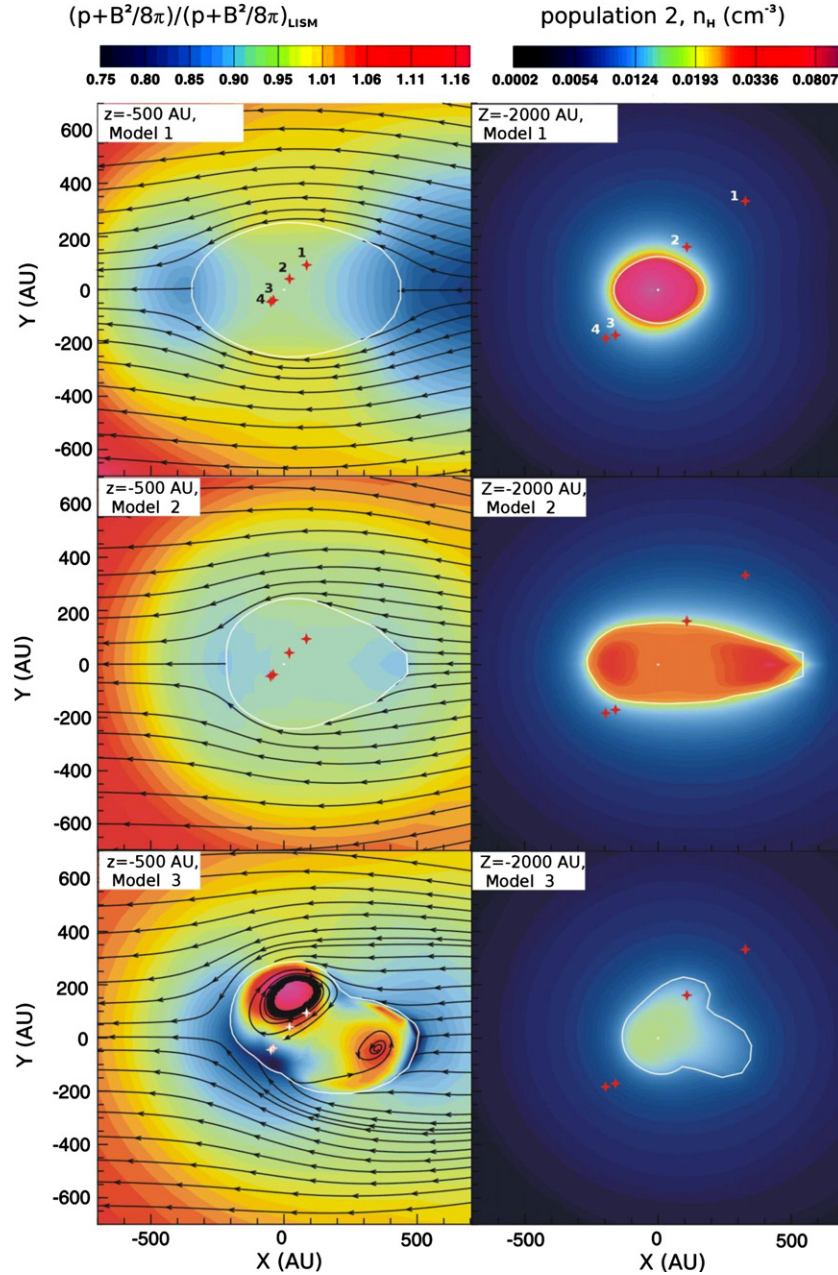 (p+B²/8π)/(p+B²/8π)LISM
population 2, nH (cm⁻³)
0.75 0.80 0.85 0.90 0.95 1.01 1.06 1.11 1.16
0.0002 0.0054 0.0124 0.0193 0.0336 0.0807
z=-500 AU,
Model 1
Z=-2000 AU,
Model 1
600
400
200
0
-200
-400
-600
Y (AU)
1
2
3
4
1
2
4 3
z=-500 AU,
Model 2
Z=-2000 AU,
Model 2
600
400
200
0
-200
-400
-600
Y (AU)
z=-500 AU,
Model 3
Z=-2000 AU,
Model 3
600
400
200
0
-200
-400
-600
Y (AU)
-500 0 500
-500 0 500
X (AU)
X (AU)